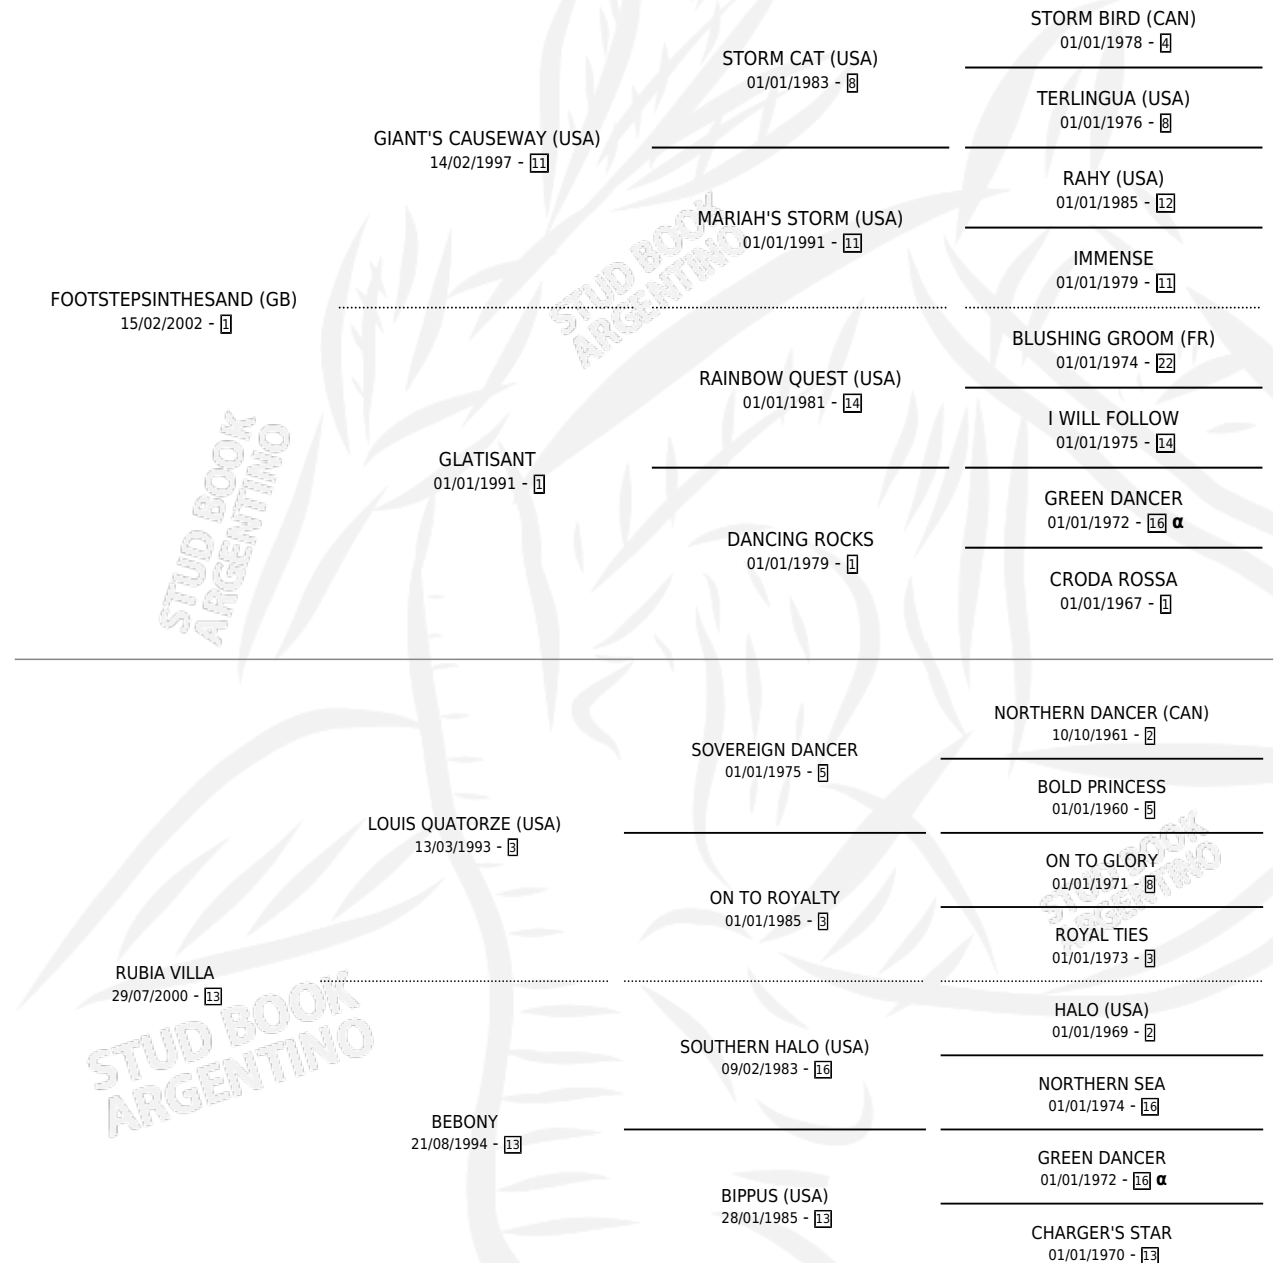 STORM BIRD (CAN)
01/01/1978 - 4
STORM CAT (USA)
01/01/1983 - 8
TERLINGUA (USA)
01/01/1976 - 8
GIANT'S CAUSEWAY (USA)
14/02/1997 - 11
RAHY (USA)
01/01/1985 - 12
MARIAH'S STORM (USA)
01/01/1991 - 11
IMMENSE
01/01/1979 - 11
FOOTSTEPSINTHESAND (GB)
15/02/2002 - 1
BLUSHING GROOM (FR)
01/01/1974 - 22
RAINBOW QUEST (USA)
01/01/1981 - 14
I WILL FOLLOW
01/01/1975 - 14
GLATISANT
01/01/1991 - 1
GREEN DANCER
01/01/1972 - 16 α
DANCING ROCKS
01/01/1979 - 1
CRODA ROSSA
01/01/1967 - 1
NORTHERN DANCER (CAN)
10/10/1961 - 2
SOVEREIGN DANCER
01/01/1975 - 5
BOLD PRINCESS
01/01/1960 - 5
LOUIS QUATORZE (USA)
13/03/1993 - 3
ON TO GLORY
01/01/1971 - 8
ON TO ROYALTY
01/01/1985 - 3
ROYAL TIES
01/01/1973 - 3
RUBIA VILLA
29/07/2000 - 13
HALO (USA)
01/01/1969 - 2
SOUTHERN HALO (USA)
09/02/1983 - 16
NORTHERN SEA
01/01/1974 - 16
BEBONY
21/08/1994 - 13
GREEN DANCER
01/01/1972 - 16 α
BIPPUS (USA)
28/01/1985 - 13
CHARGER'S STAR
01/01/1970 - 13
STUD BOOK
ARGENTINO
STUD BOOK
ARGENTINO
STUD BOOK
ARGENTINO
STUD BOOK
ARGENTINO